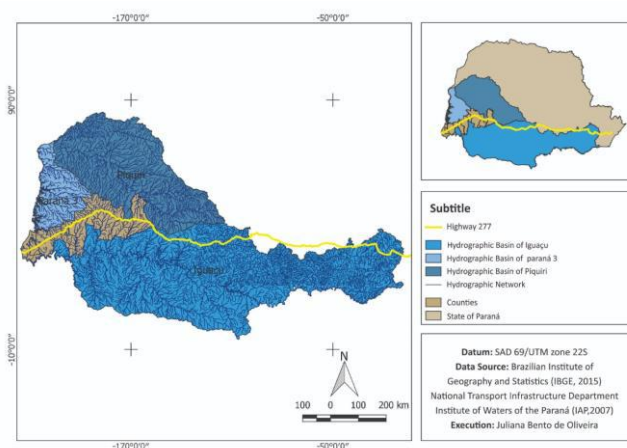 -170°0'0"
-50°0'0"
90°0'0"
-10°0'0"
Piquiri
Paraná 3
Iguaçu
-170°0'0"
-50°0'0"
N
100 0 100 200 km
Subtitle
Highway 277
Hydrographic Basin of Iguaçu
Hydrographic Basin of paraná 3
Hydrographic Basin of Piquiri
Hydrographic Network
Counties
State of Paraná
Datum: SAD 69/UTM zone 22S
Data Source: Brazilian Institute of
Geography and Statistics (IBGE, 2015)
National Transport Infrastructure Department
Institute of Waters of the Paraná (IAP,2007)
Execution: Juliana Bento de Oliveira